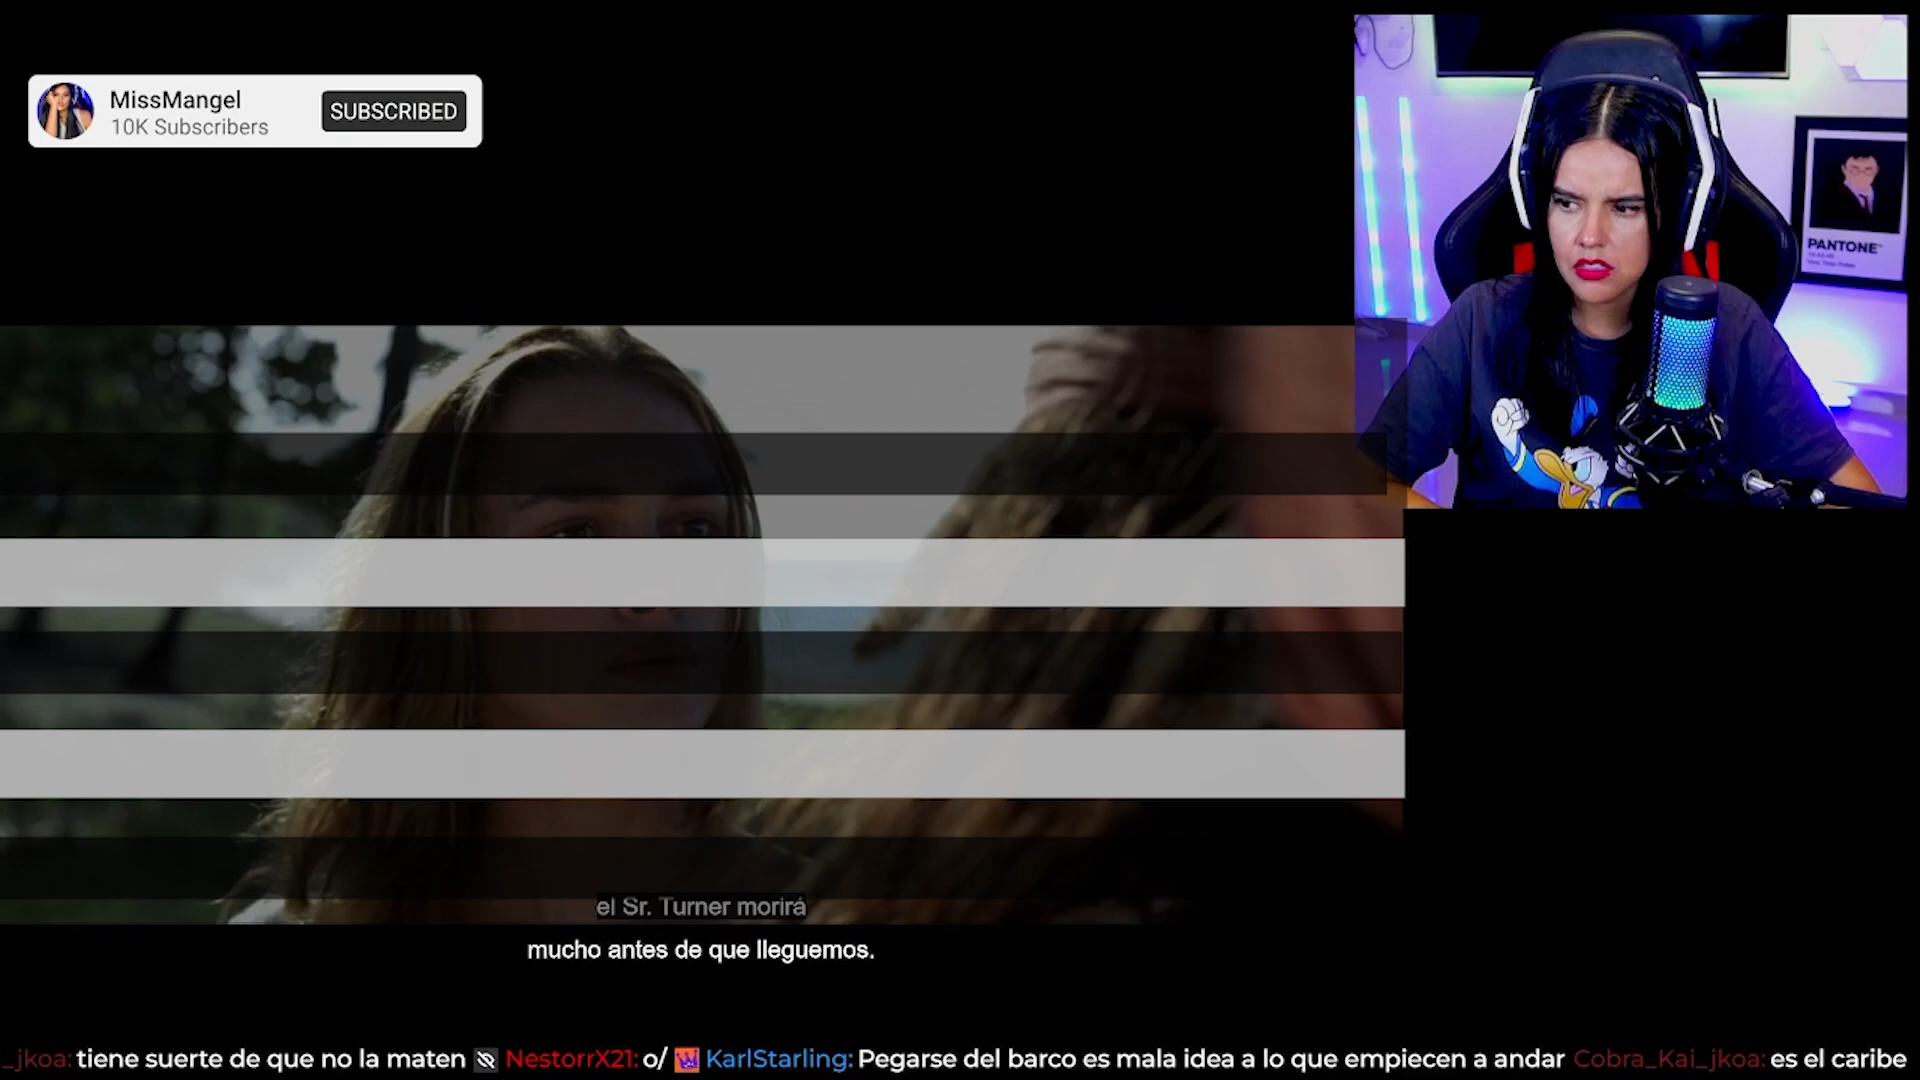 MissMangel
10K Subscribers
SUBSCRIBED
PANTONE
el Sr. Turner morirá
mucho antes de que lleguemos.
_jkoa: tiene suerte de que no la maten NestorrX21: o/ KarlStarling: Pegarse del barco es mala idea a lo que empiecen a andar Cobra_Kai_jkoa: es el caribe